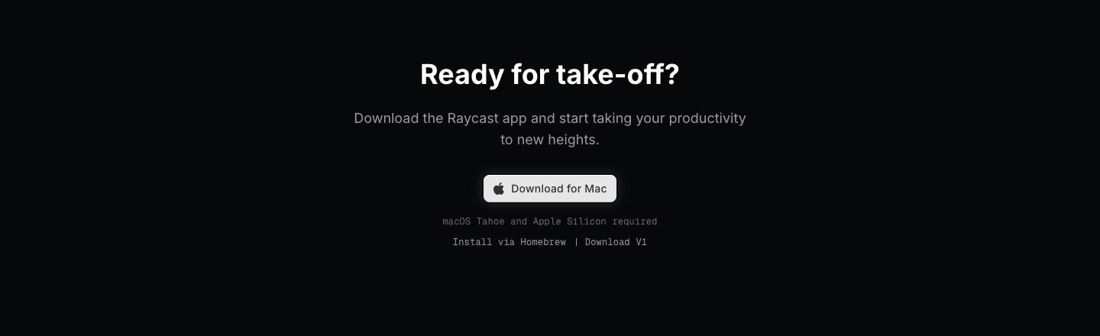 Ready for take-off?
Download the Raycast app and start taking your productivity
to new heights.
Download for Mac
macOS Tahoe and Apple Silicon required
Install via Homebrew | Download V1